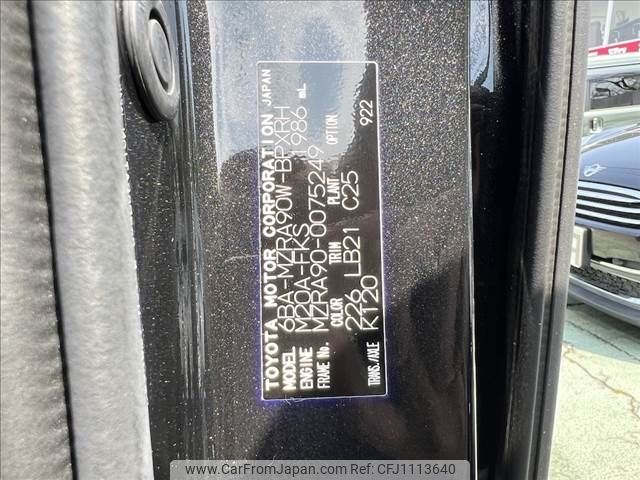 TOYOTA MOTOR CORPORATION JAPAN
MODEL 6BA-MZRA90W-BPXRH
ENGINE M20A-FKS 1986 mL
FRAME No. MZRA90-0075249
COLOR TRIM PLANT OPTION
226 LB21 C25 922
TRANS./AXLE K120
www.CarFromJapan.com / CFJ1113640